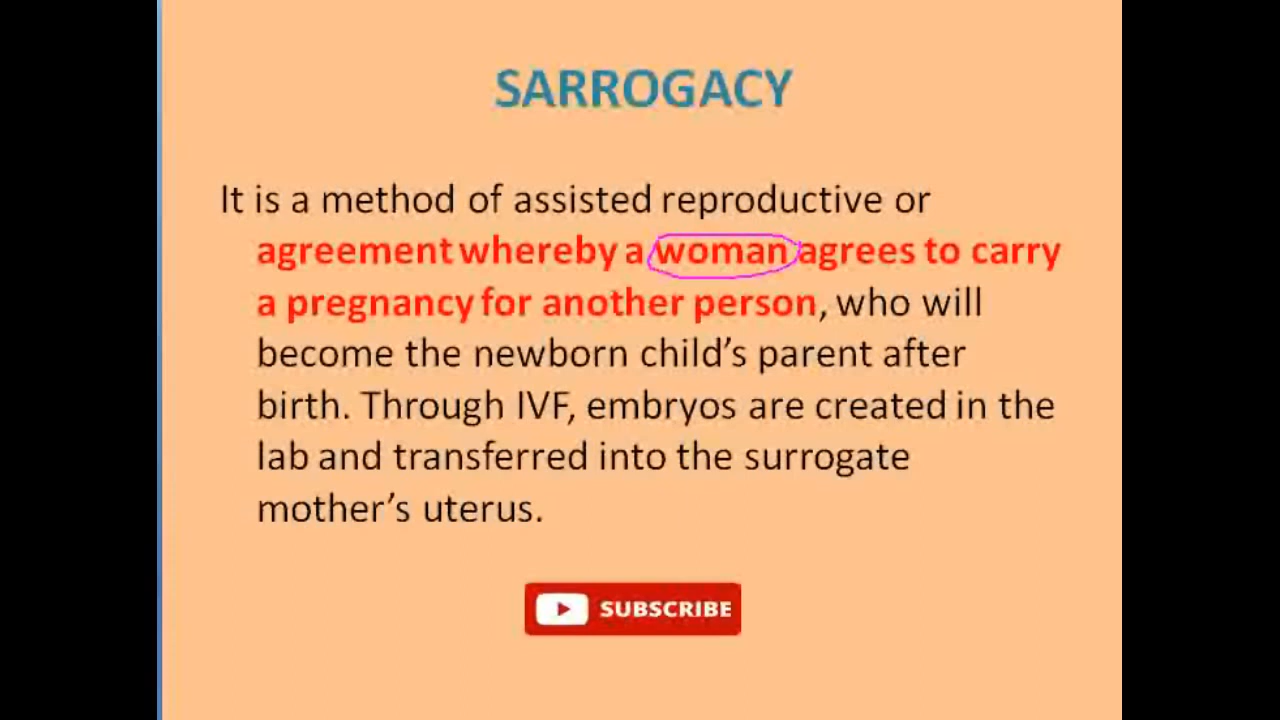 SARROGACY
It is a method of assisted reproductive or
agreement whereby a woman agrees to carry
a pregnancy for another person, who will
become the newborn child’s parent after
birth. Through IVF, embryos are created in the
lab and transferred into the surrogate
mother’s uterus.
SUBSCRIBE